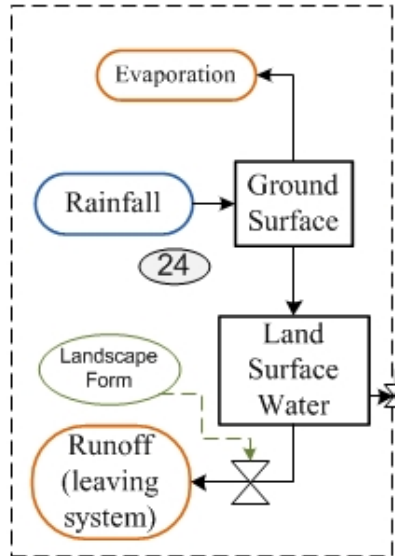 Evaporation
Rainfall
Ground
Surface
24
Land
Surface
Water
Landscape
Form
Runoff
(leaving
system)